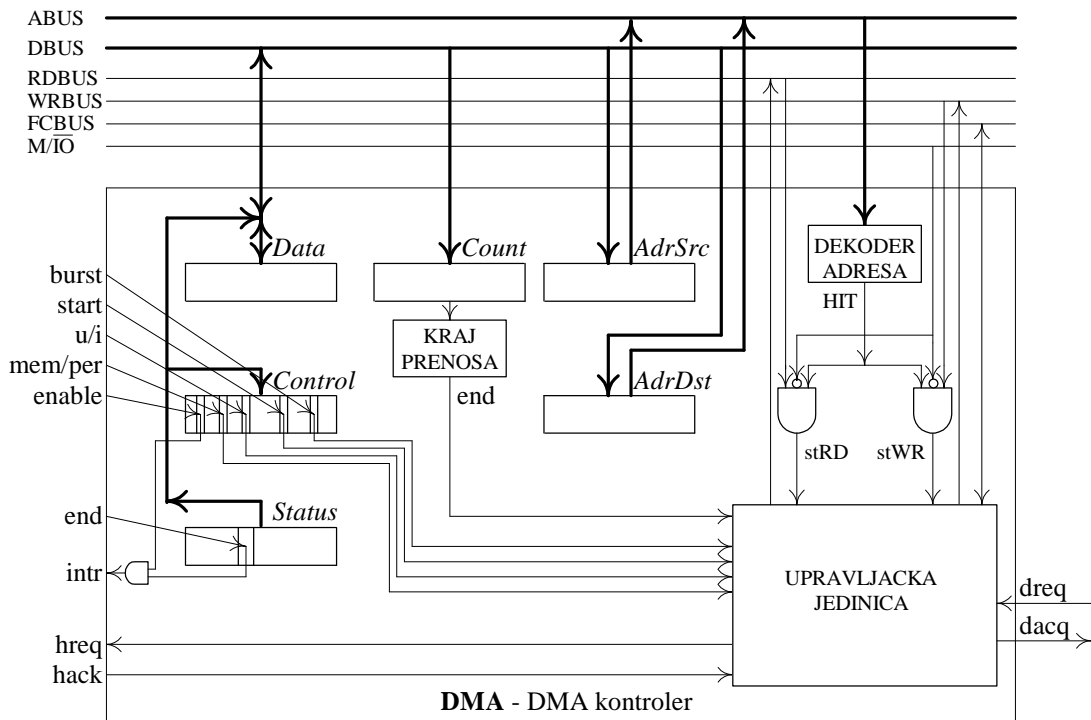 ABUS
DBUS
RDBUS
WRBUS
FCBUS
M/I̅O̅
Data
Count
AdrSrc
DEKODER
ADRESA
HIT
burst
start
u/i
mem/per
enable
KRAJ
PRENOSA
end
Control
AdrDst
stRD
stWR
end
Status
intr
UPRAVLJACKA
JEDINICA
dreq
dacq
hreq
hack
DMA - DMA kontroler